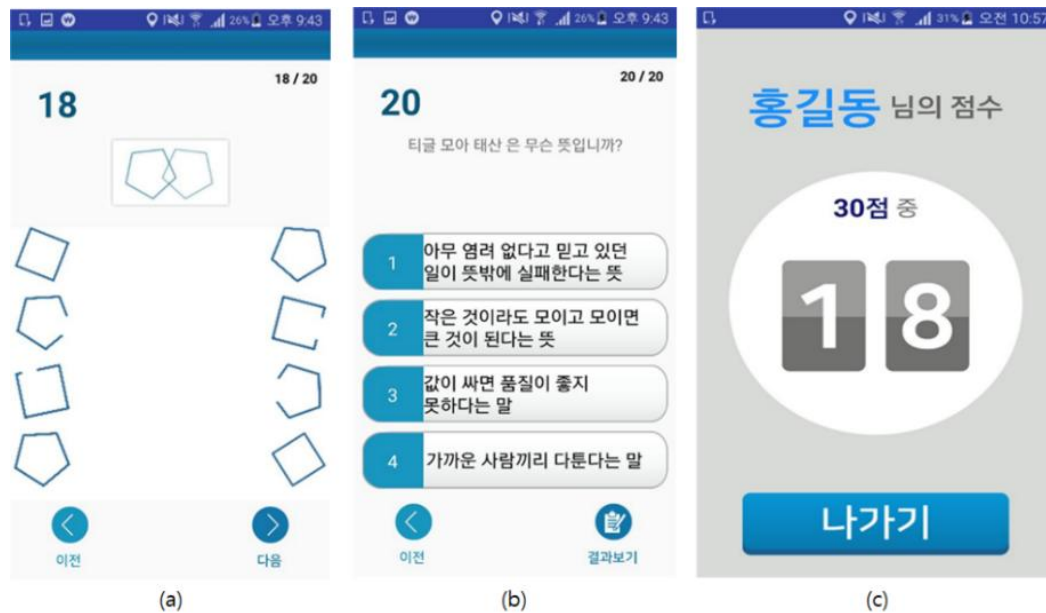 26% 오후 9:43
18 / 20
18
이전
다음
(a)
26% 오후 9:43
20 / 20
20
티글 모아 태산 은 무슨 뜻입니까?
1
아무 염려 없다고 믿고 있던
일이 뜻밖에 실패한다는 뜻
2
작은 것이라도 모이고 모이면
큰 것이 된다는 뜻
3
값이 싸면 품질이 좋지
못하다는 말
4
가까운 사람끼리 다툰다는 말
이전
결과보기
(b)
31% 오전 10:57
홍길동 님의 점수
30점 중
18
나가기
(c)